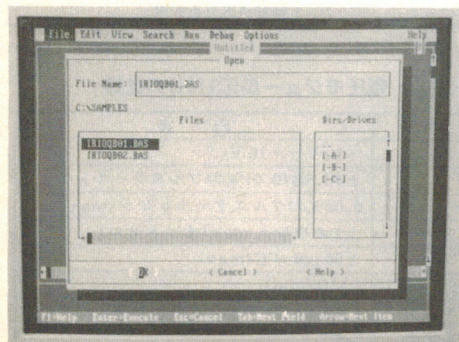 File Edit View Search Run Debug Options Help
Untitled
Open
File Name: IRIOQB01.BAS
C:\SAMPLES
Files Dirs/Drives
IRIOQB01.BAS ..
IRIOQB02.BAS [-A-]
[-B-]
[-C-]
OK < Cancel > < Help >
F1=Help Enter=Execute Esc=Cancel Tab=Next Field Arrow=Next Item